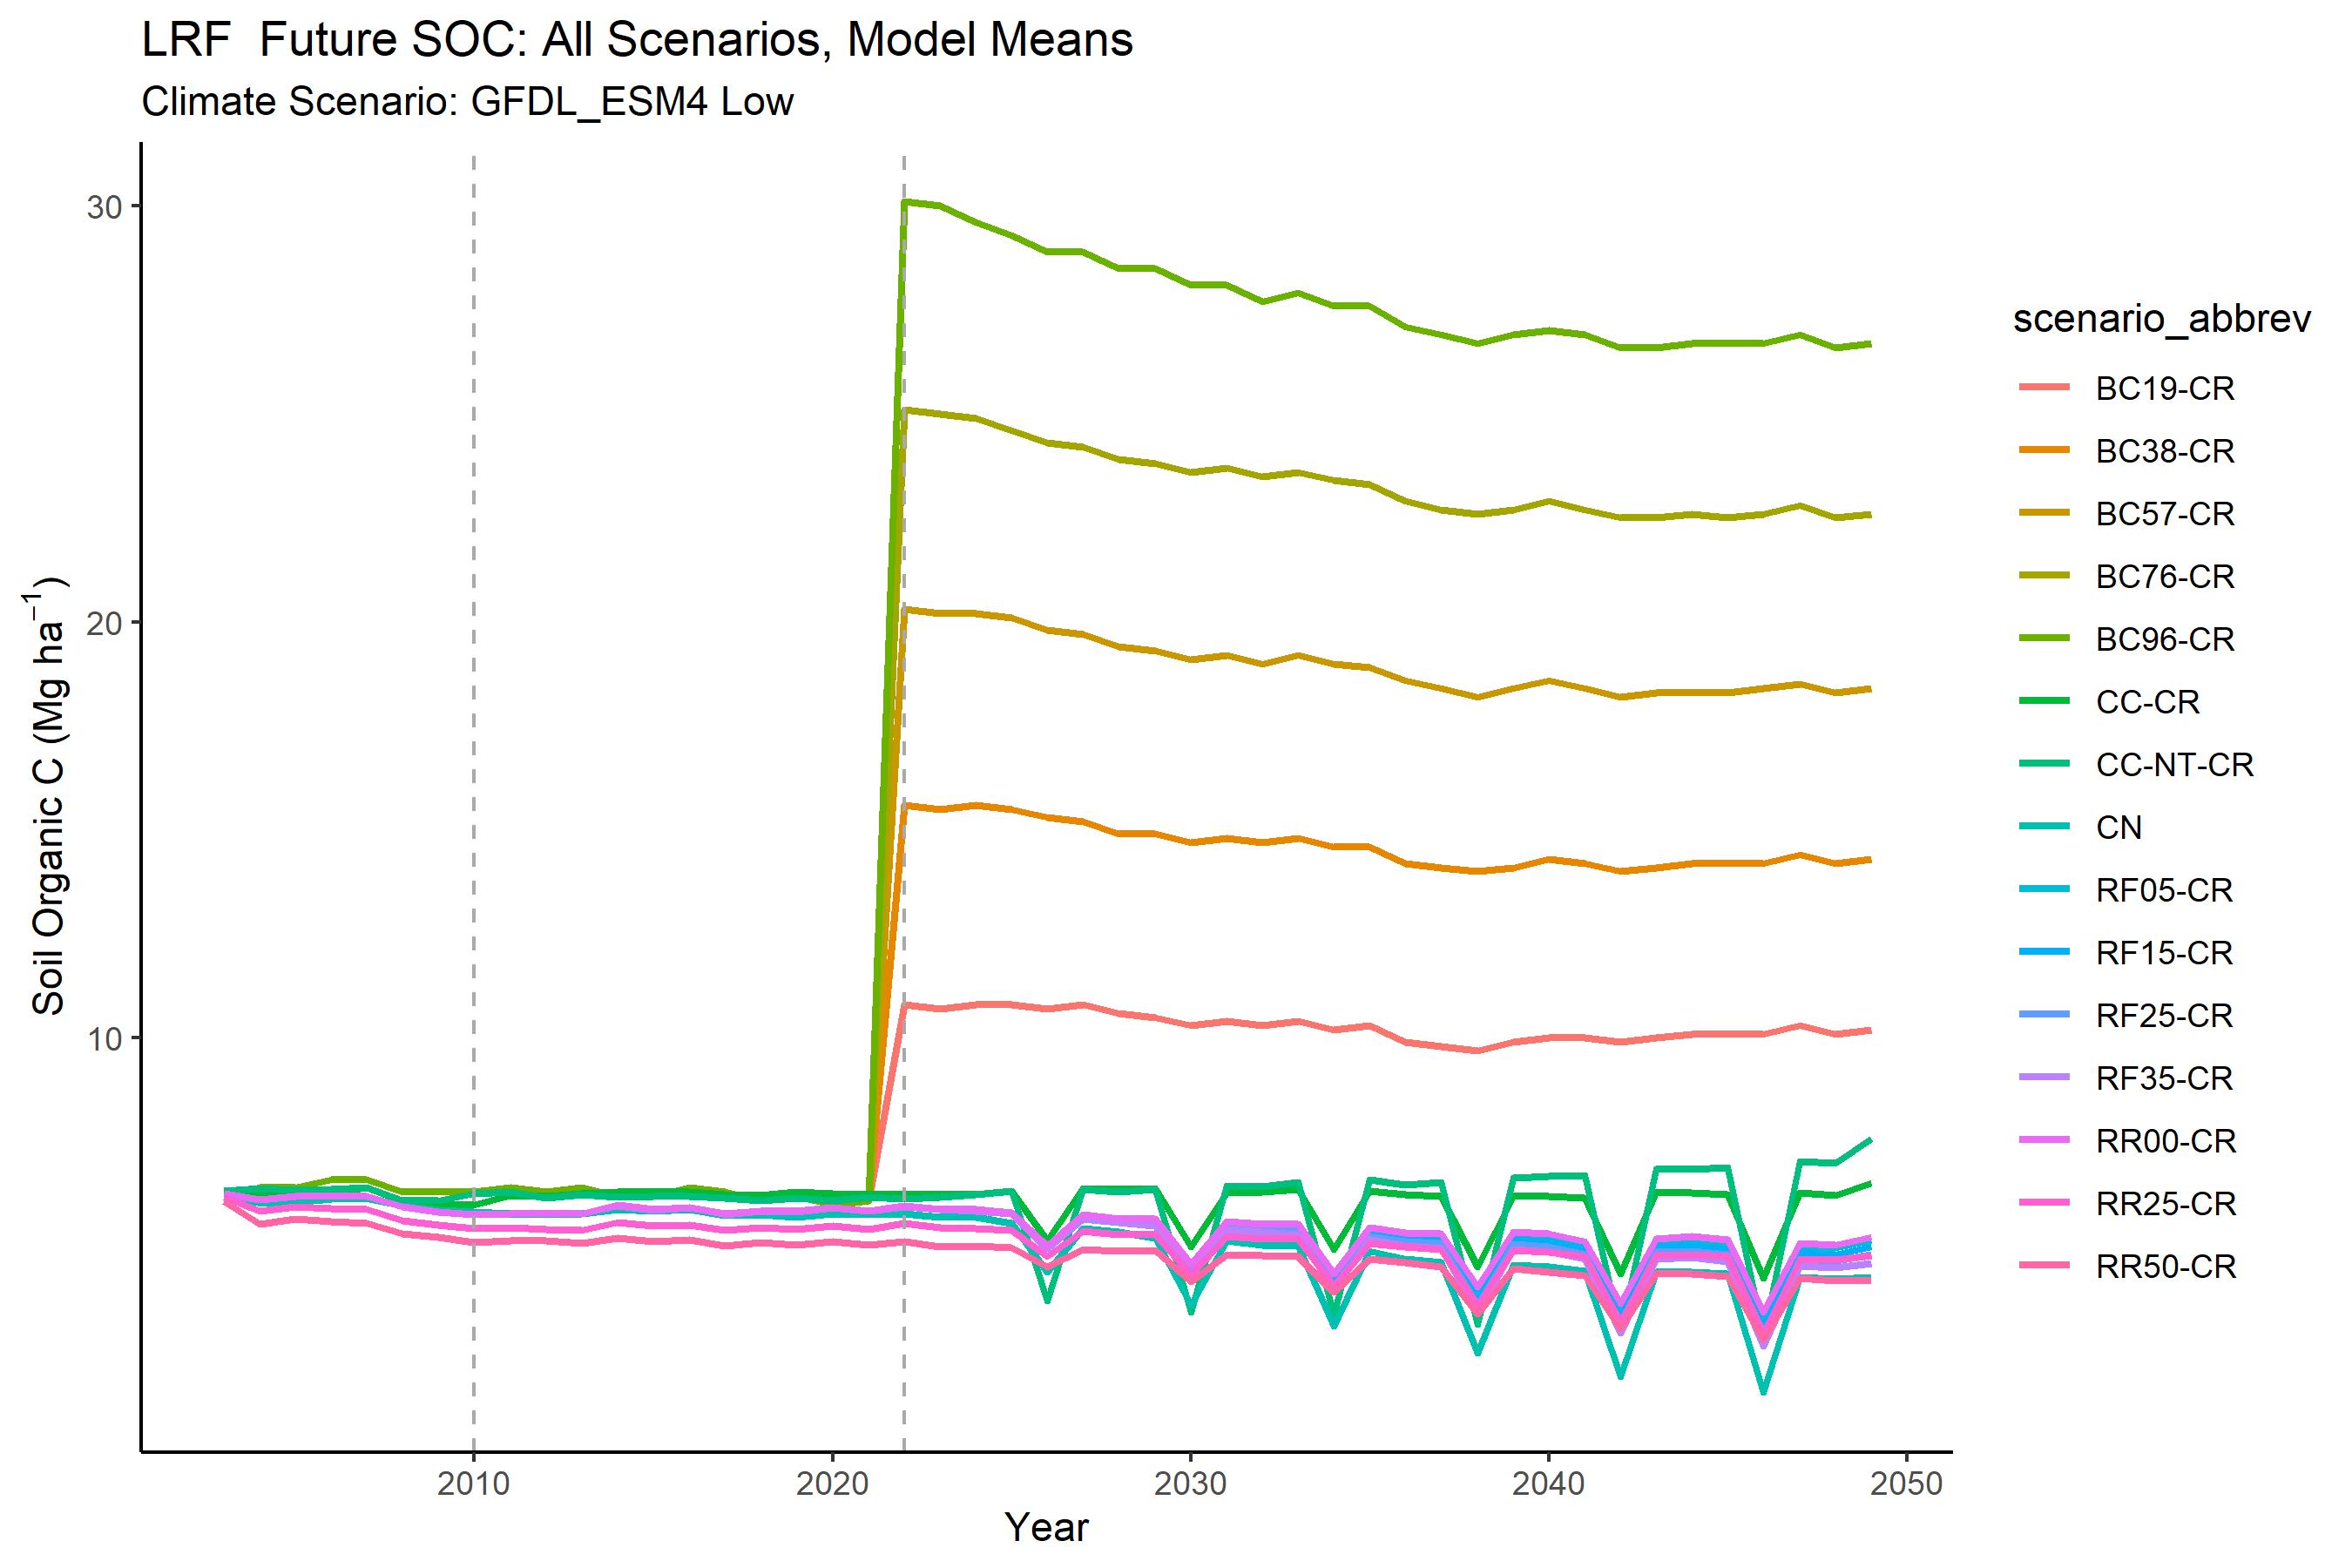 LRF  Future SOC: All Scenarios, Model Means
Climate Scenario: GFDL_ESM4 Low
30
20
10
Soil Organic C (Mg ha⁻¹)
2010
2020
2030
2040
2050
Year
scenario_abbrev
BC19-CR
BC38-CR
BC57-CR
BC76-CR
BC96-CR
CC-CR
CC-NT-CR
CN
RF05-CR
RF15-CR
RF25-CR
RF35-CR
RR00-CR
RR25-CR
RR50-CR